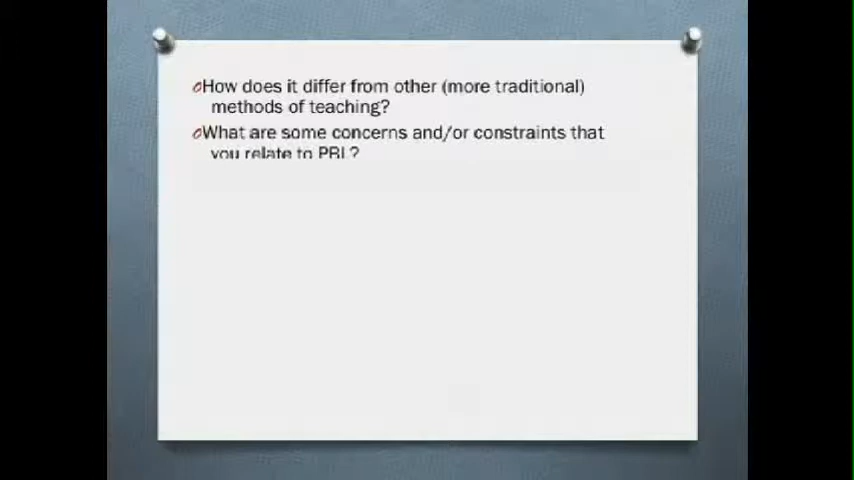 How does it differ from other (more traditional)
methods of teaching?
What are some concerns and/or constraints that
you relate to PBL?